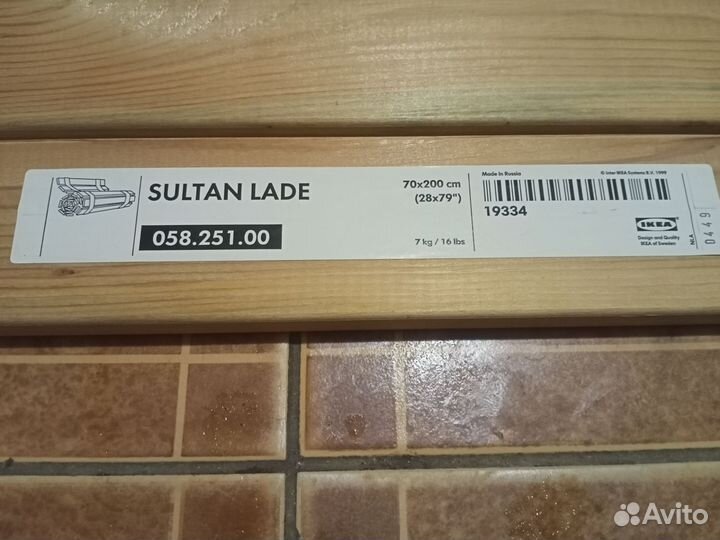 SULTAN LADE
058.251.00
70x200 cm
(28x79")
7 kg / 16 lbs
Made in Russia
© Inter IKEA Systems B.V. 1999
19334
IKEA
Design and Quality
IKEA of Sweden
NLA
0449
Avito